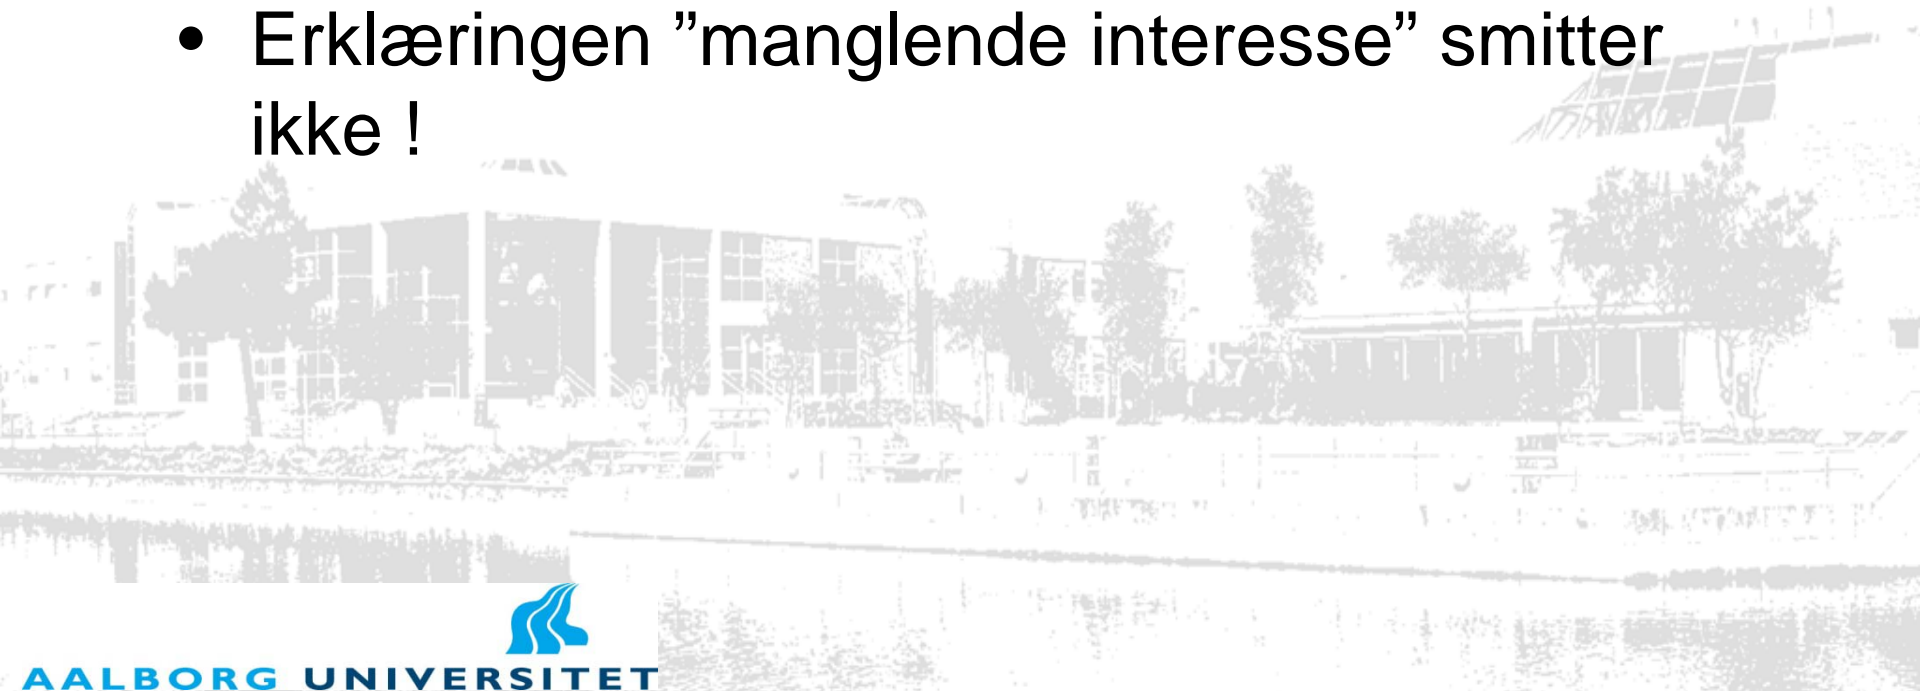 • Erklæringen ”manglende interesse” smitter
ikke !
AALBORG UNIVERSITET